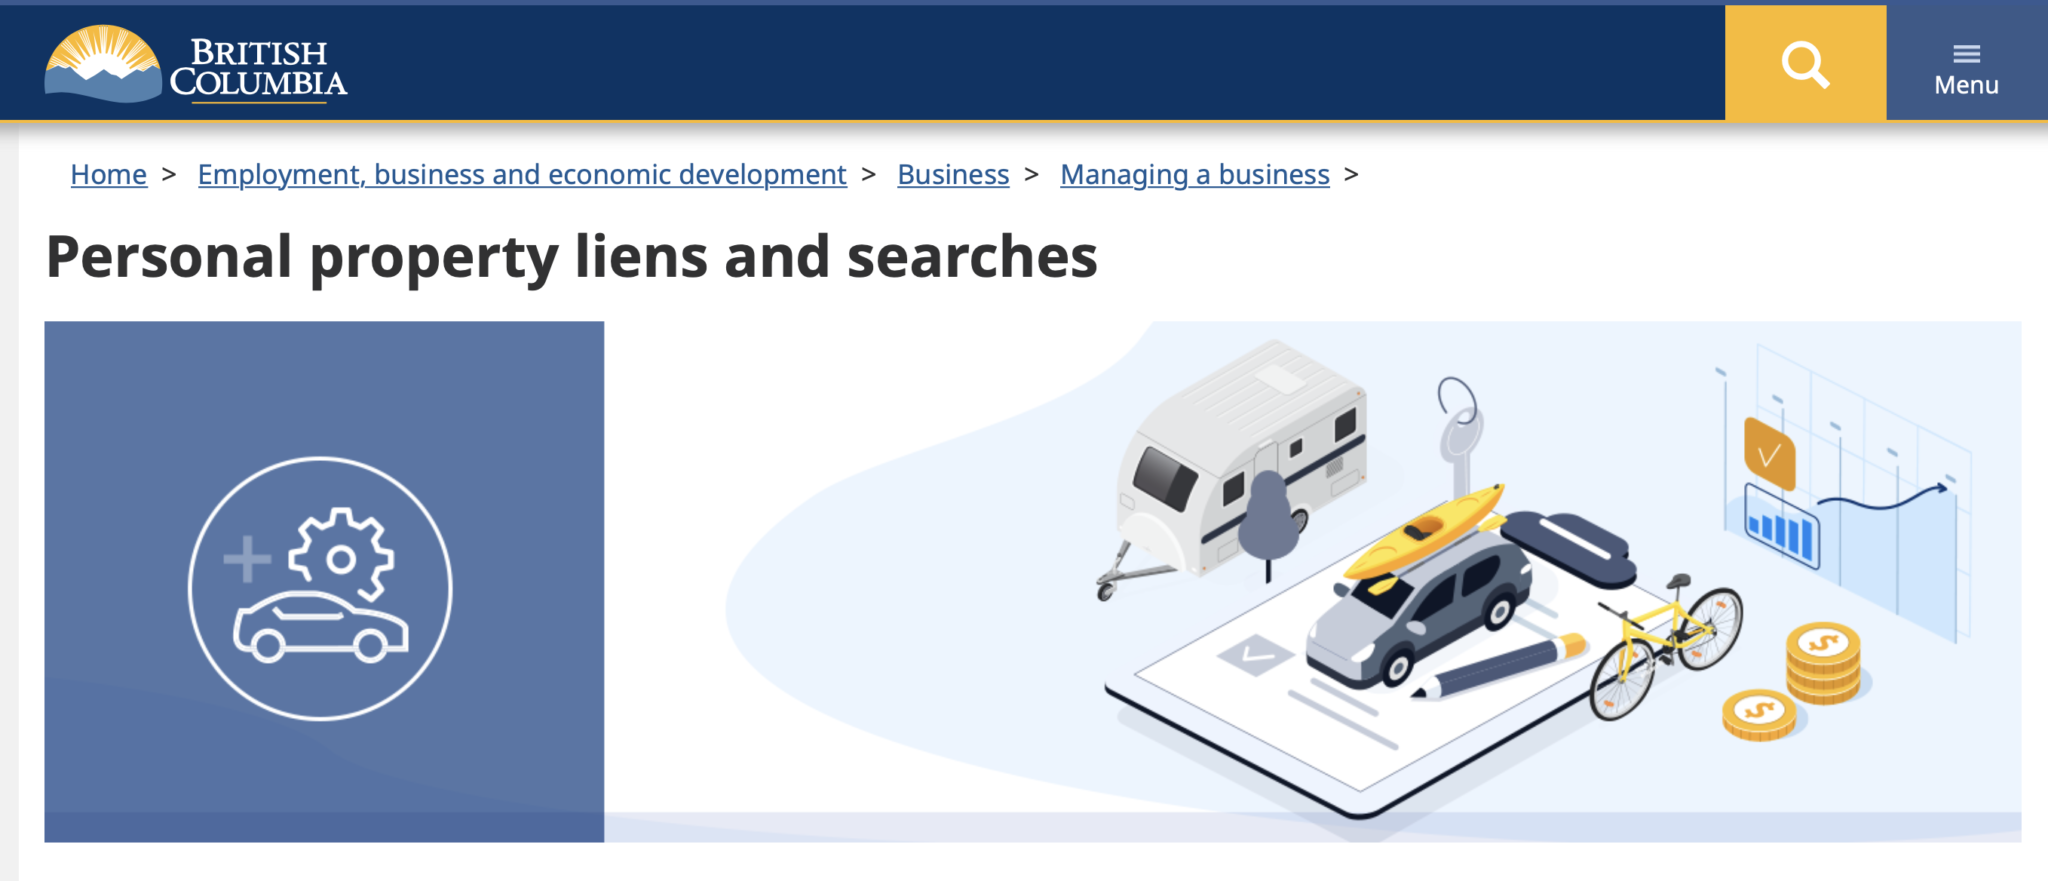 BRITISH
COLUMBIA
Menu
Home > Employment, business and economic development > Business > Managing a business >
Personal property liens and searches
$
$